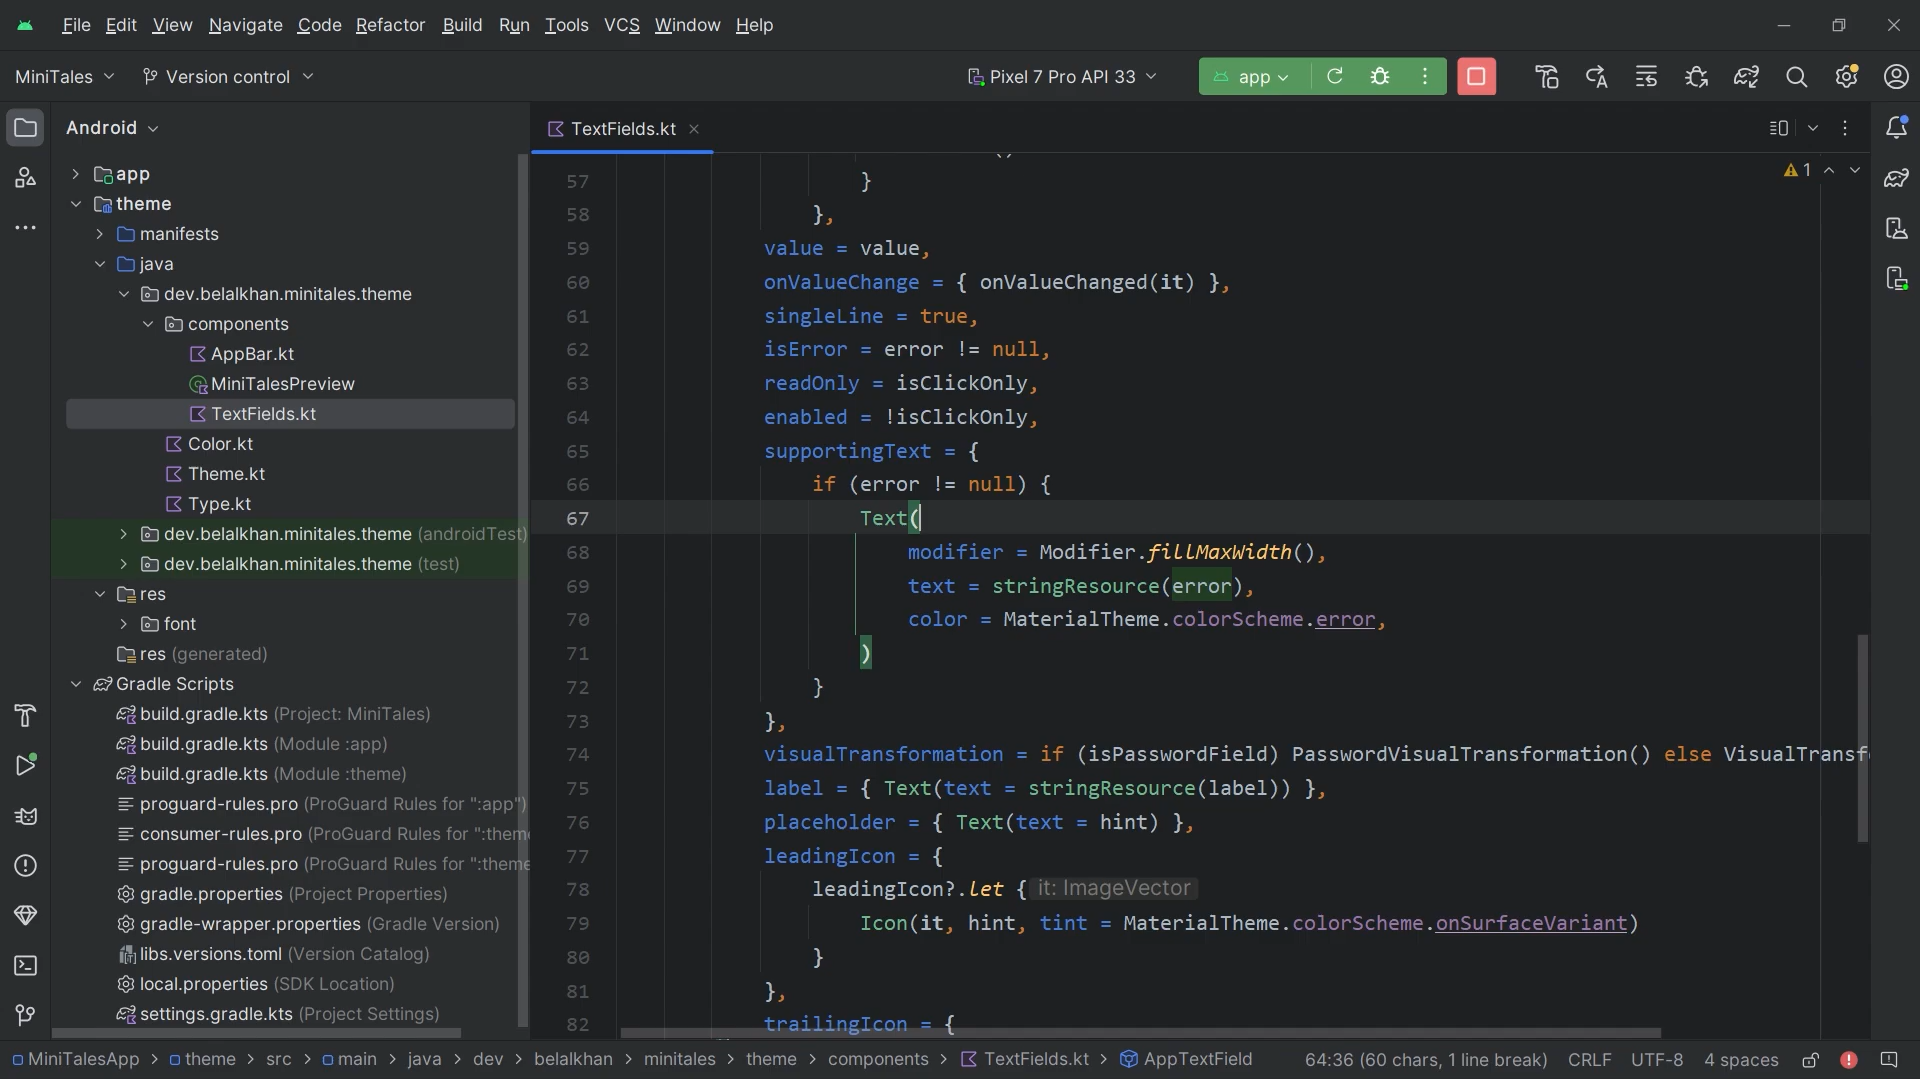 File Edit View Navigate Code Refactor Build Run Tools VCS Window Help
MiniTales Version control Pixel 7 Pro API 33 app
Android
TextFields.kt
1
app
theme
manifests
java
dev.belalkhan.minitales.theme
components
AppBar.kt
MiniTalesPreview
TextFields.kt
Color.kt
Theme.kt
Type.kt
dev.belalkhan.minitales.theme (androidTest)
dev.belalkhan.minitales.theme (test)
res
font
res (generated)
Gradle Scripts
build.gradle.kts (Project: MiniTales)
build.gradle.kts (Module :app)
build.gradle.kts (Module :theme)
proguard-rules.pro (ProGuard Rules for ":app")
consumer-rules.pro (ProGuard Rules for ":theme
proguard-rules.pro (ProGuard Rules for ":theme
gradle.properties (Project Properties)
gradle-wrapper.properties (Gradle Version)
libs.versions.toml (Version Catalog)
local.properties (SDK Location)
settings.gradle.kts (Project Settings)
57 }
58 },
59 value = value,
60 onValueChange = { onValueChanged(it) },
61 singleLine = true,
62 isError = error != null,
63 readOnly = isClickOnly,
64 enabled = !isClickOnly,
65 supportingText = {
66 if (error != null) {
67 Text(
68 modifier = Modifier.fillMaxWidth(),
69 text = stringResource(error),
70 color = MaterialTheme.colorScheme.error,
71 )
72 }
73 },
74 visualTransformation = if (isPasswordField) PasswordVisualTransformation() else VisualTransf
75 label = { Text(text = stringResource(label)) },
76 placeholder = { Text(text = hint) },
77 leadingIcon = {
78 leadingIcon?.let { it: ImageVector
79 Icon(it, hint, tint = MaterialTheme.colorScheme.onSurfaceVariant)
80 }
81 },
82 trailingIcon = {
MiniTalesApp > theme > src > main > java > dev > belalkhan > minitales > theme > components > TextFields.kt > AppTextField 64:36 (60 chars, 1 line break) CRLF UTF-8 4 spaces